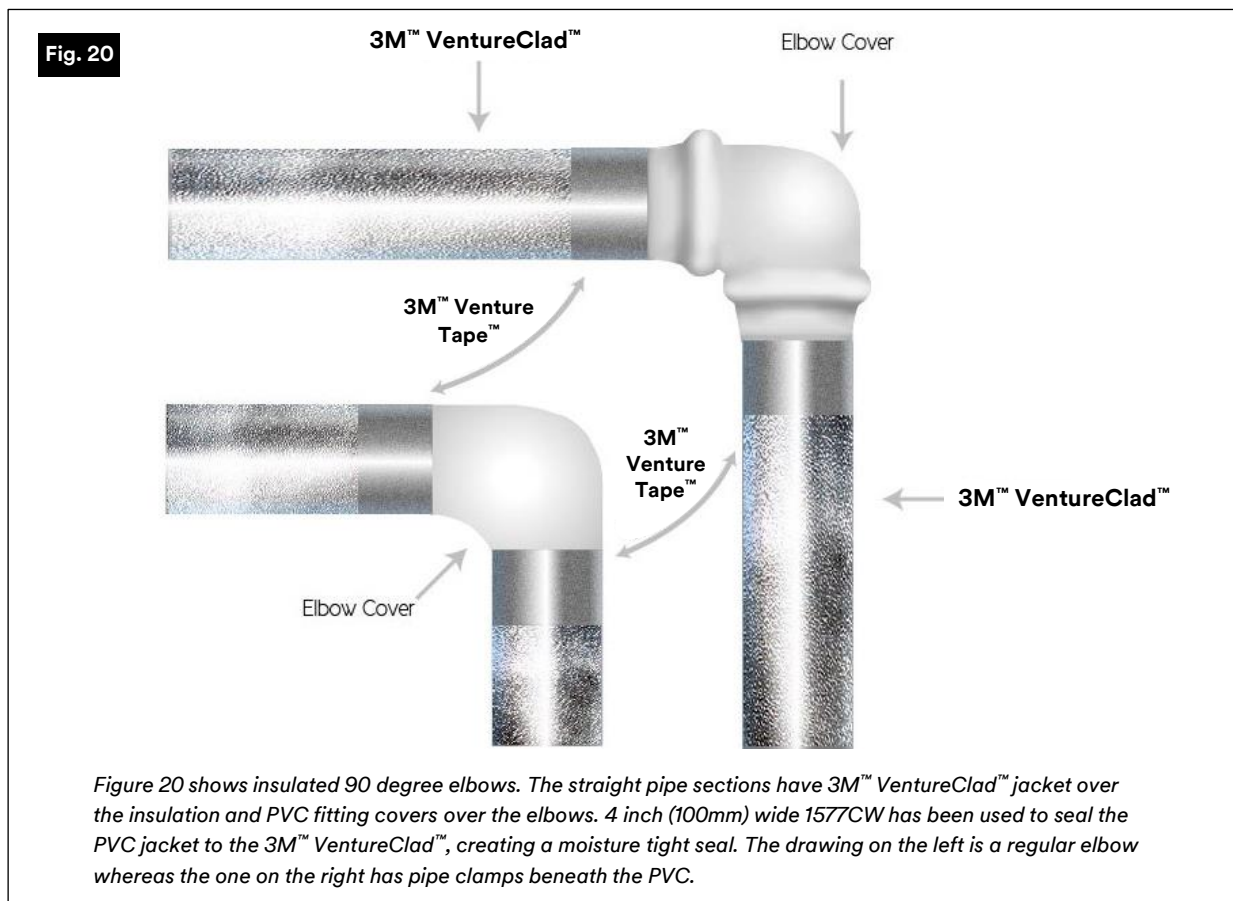 Fig. 20
3M™ VentureClad™
Elbow Cover
3M™ Venture
Tape™
3M™
Venture
Tape™
3M™ VentureClad™
Elbow Cover
Figure 20 shows insulated 90 degree elbows. The straight pipe sections have 3M™ VentureClad™ jacket over
the insulation and PVC fitting covers over the elbows. 4 inch (100mm) wide 1577CW has been used to seal the
PVC jacket to the 3M™ VentureClad™, creating a moisture tight seal. The drawing on the left is a regular elbow
whereas the one on the right has pipe clamps beneath the PVC.